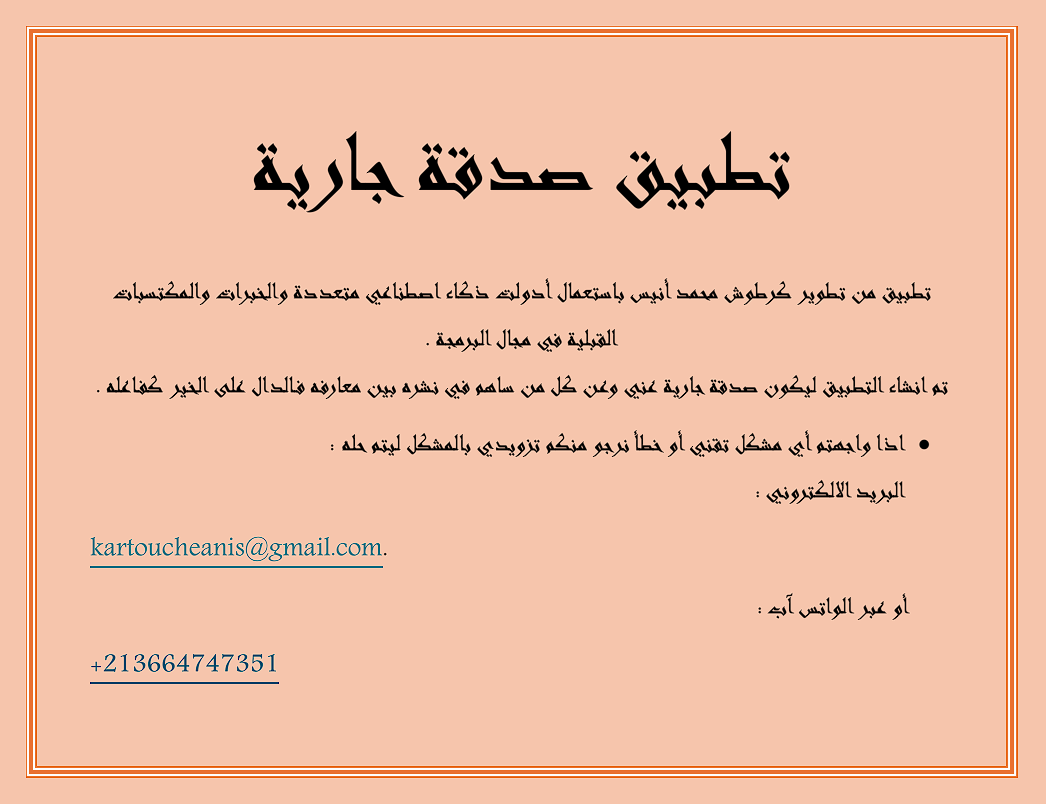 تطبيق صدقة جارية
تطبيق من تطوير كرطوش محمد أنيس باستعمال أدولت ذكاء اصطناعي متعددة والخبرات والمكتسبات
القبلية في مجال البرمجة .
تم انشاء التطبيق ليكون صدقة جارية عني وعن كل من ساهم في نشره بين معارفه فالدال على الخير كفاعله .
• اذا واجهتم أي مشكل تقني أو خطأ نرجو منكم تزويدي بالمشكل ليتم حله :
البريد الالكتروني :
kartoucheanis@gmail.com.
أو عبر الواتس آب :
+213664747351